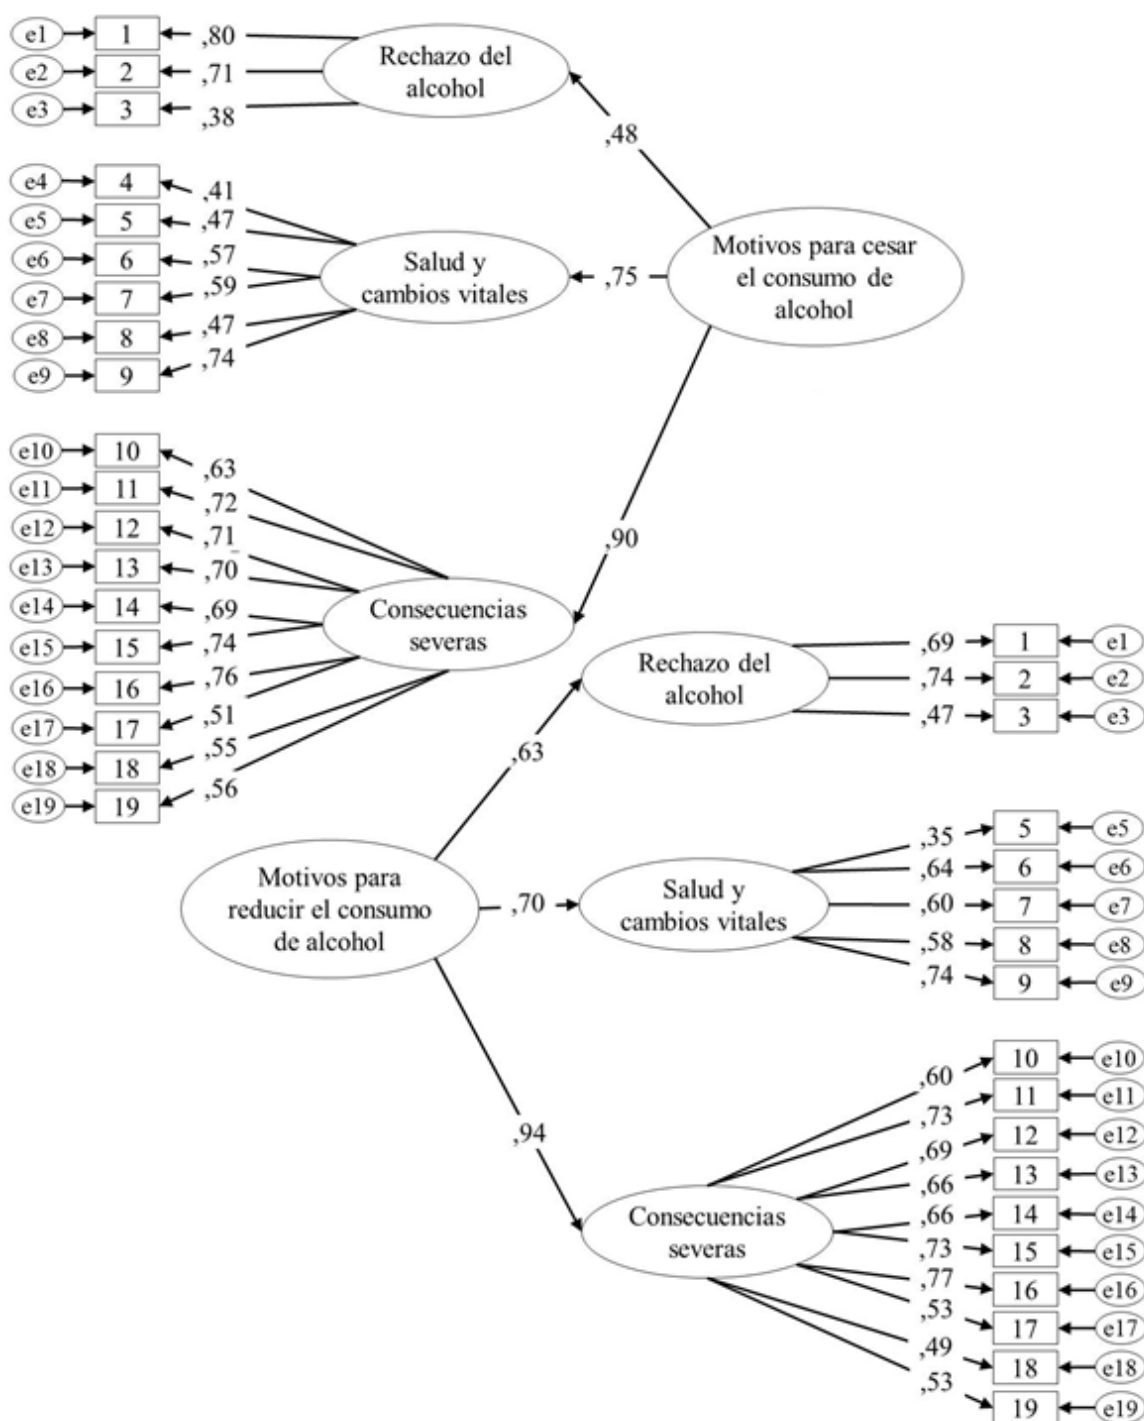 e1 1 ,80
e2 2 ,71
e3 3 ,38
Rechazo del
alcohol
,48
e4 4 ,41
e5 5 ,47
e6 6 ,57
e7 7 ,59
e8 8 ,47
e9 9 ,74
Salud y
cambios vitales
,75
Motivos para cesar
el consumo de
alcohol
e10 10 ,63
e11 11 ,72
e12 12 ,71
e13 13 ,70
e14 14 ,69
e15 15 ,74
e16 16 ,76
e17 17 ,51
e18 18 ,55
e19 19 ,56
Consecuencias
severas
,90
Rechazo del
alcohol
,69 1 e1
,74 2 e2
,47 3 e3
,63
Motivos para
reducir el consumo
de alcohol
,70
Salud y
cambios vitales
,35 5 e5
,64 6 e6
,60 7 e7
,58 8 e8
,74 9 e9
,94
Consecuencias
severas
,60 10 e10
,73 11 e11
,69 12 e12
,66 13 e13
,66 14 e14
,73 15 e15
,77 16 e16
,53 17 e17
,49 18 e18
,53 19 e19